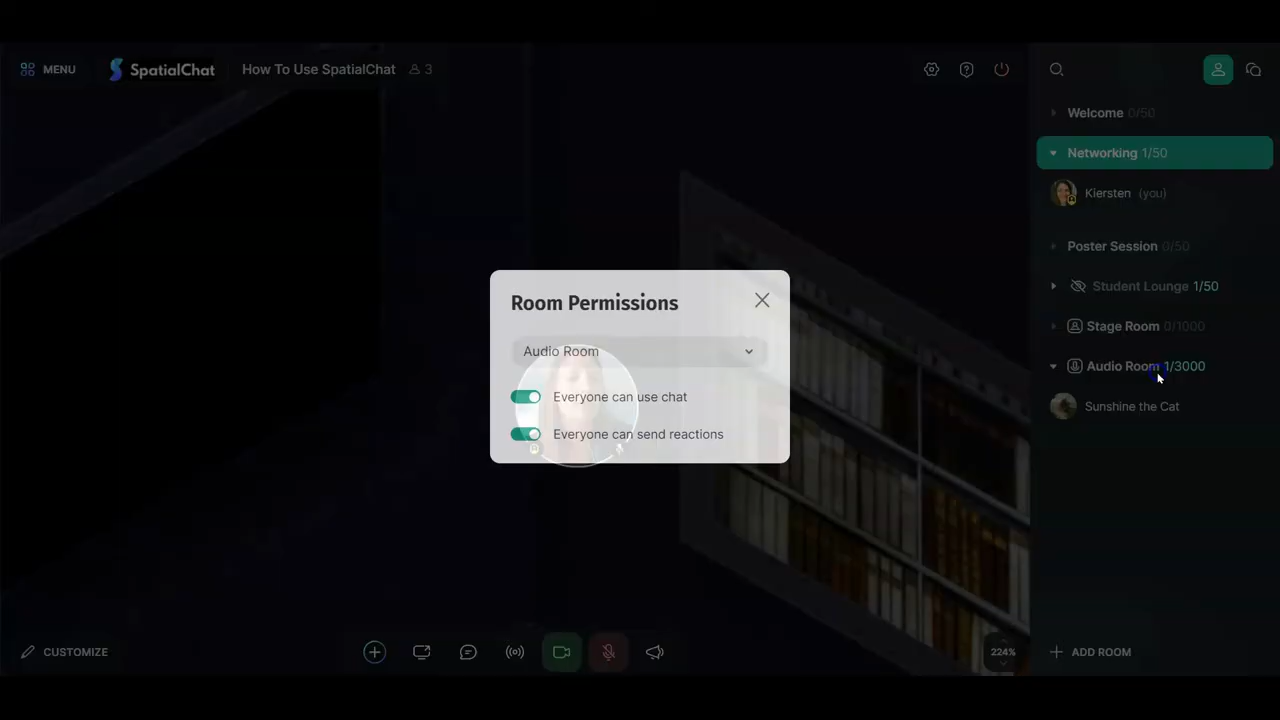 MENU
SpatialChat
How To Use SpatialChat
3
Welcome 0/50
Networking 1/50
Kiersten (you)
Poster Session 0/50
Student Lounge 1/50
Stage Room 0/1000
Audio Room 1/3000
Sunshine the Cat
Room Permissions
Audio Room
Everyone can use chat
Everyone can send reactions
CUSTOMIZE
224%
ADD ROOM